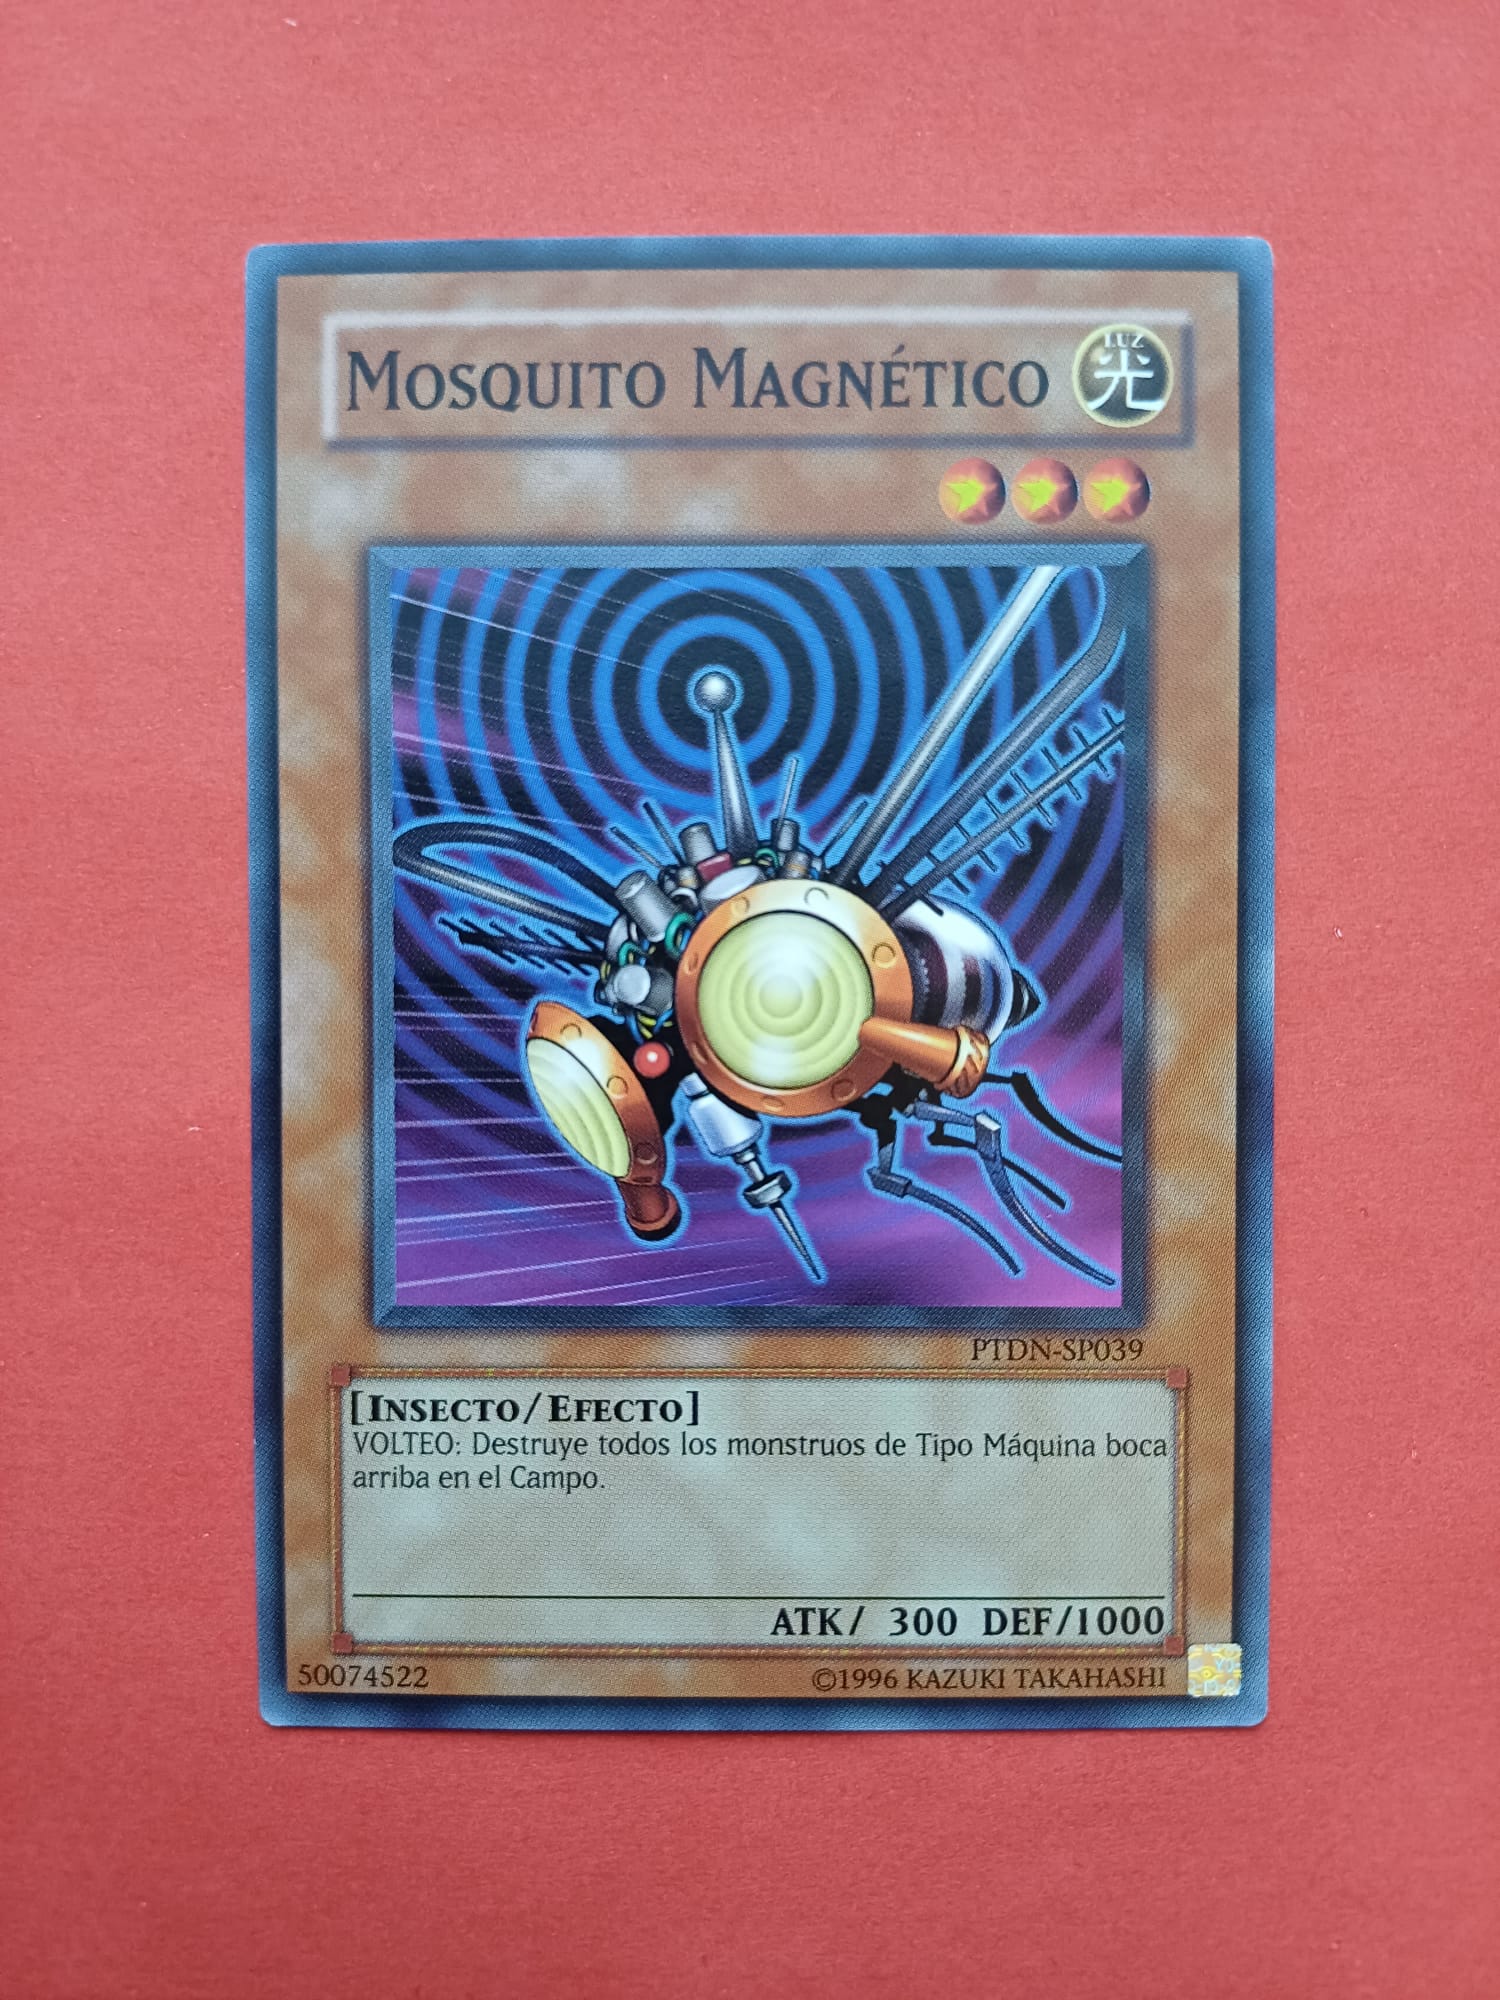 MOSQUITO MAGNÉTICO
LUZ
光
PTDN-SP039
[INSECTO/EFECTO]
VOLTEO: Destruye todos los monstruos de Tipo Máquina boca
arriba en el Campo.
ATK/ 300 DEF/1000
50074522
©1996 KAZUKI TAKAHASHI